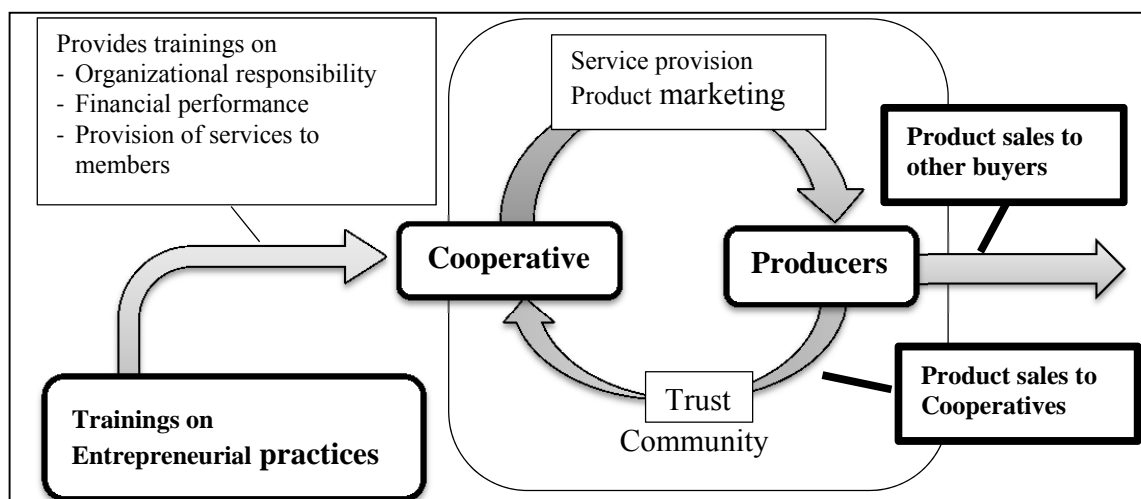 Provides trainings on
- Organizational responsibility
- Financial performance
- Provision of services to
members
Service provision
Product marketing
Product sales to
other buyers
Cooperative
Producers
Trust
Community
Product sales to
Cooperatives
Trainings on
Entrepreneurial practices